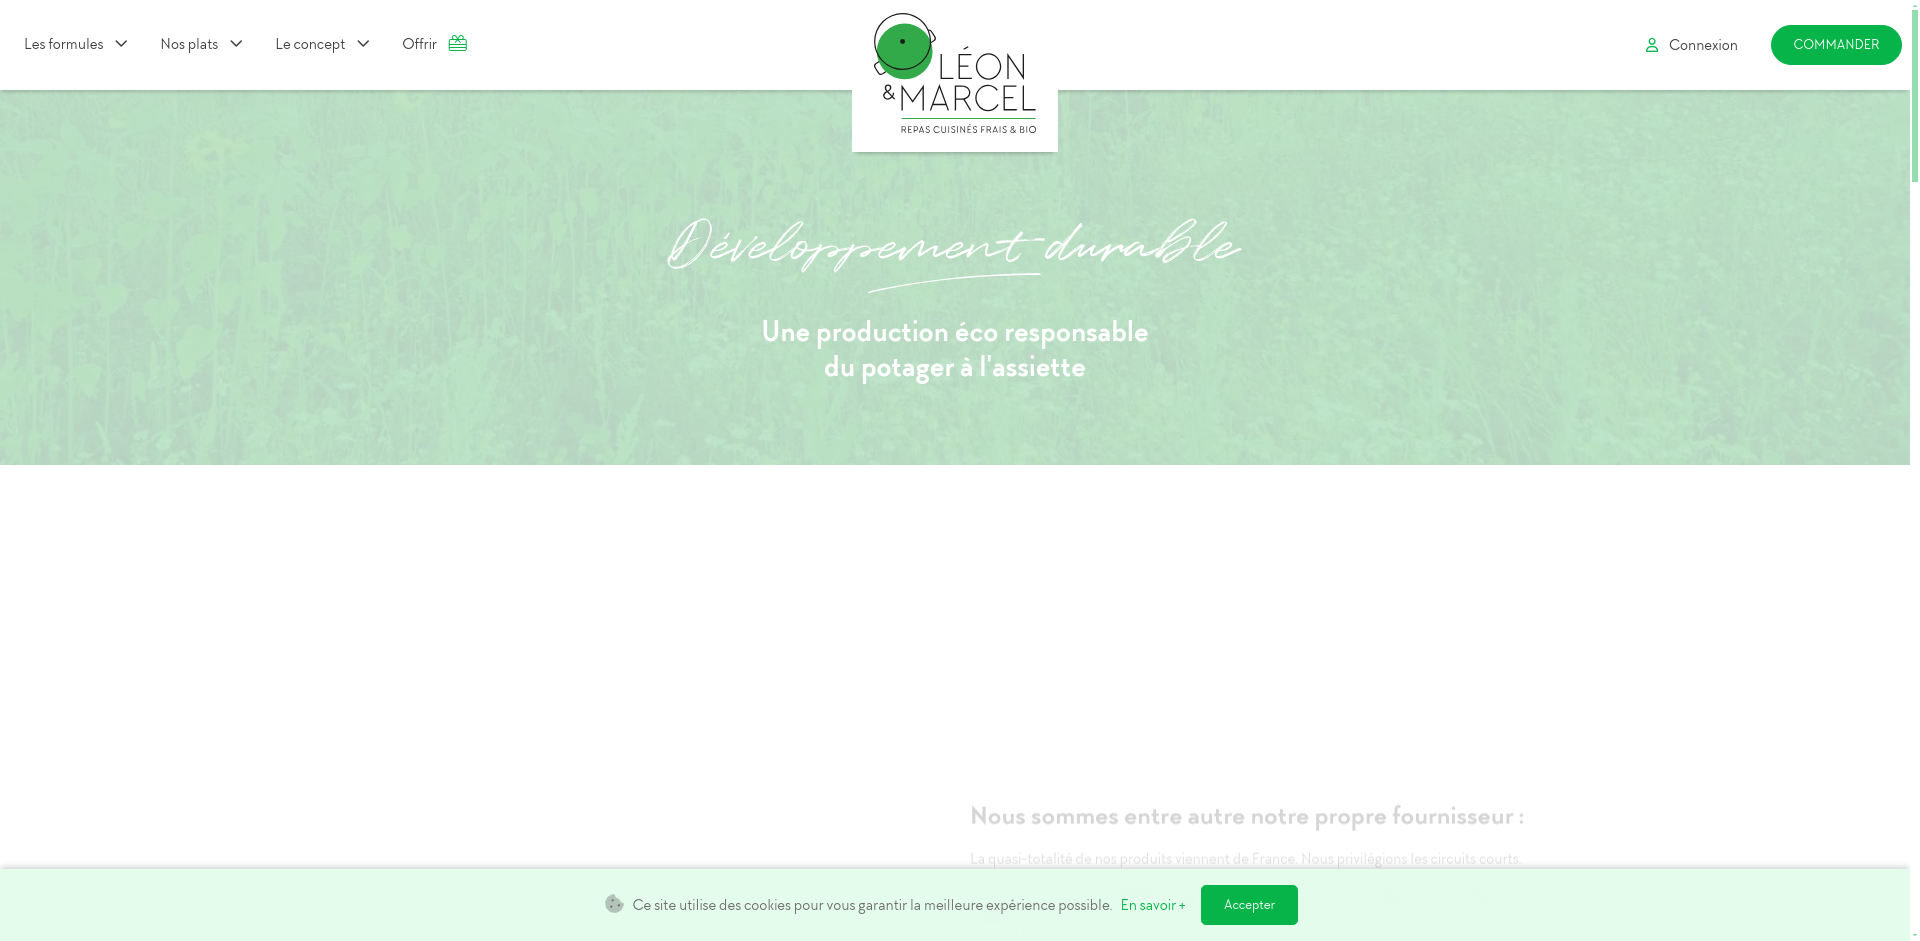 Les formules
Nos plats
Le concept
Offrir
LÉON
& MARCEL
REPAS CUISINÉS FRAIS & BIO
Connexion
COMMANDER
Développement durable
Une production éco responsable
du potager à l'assiette
Nous sommes entre autre notre propre fournisseur :
La quasi-totalité de nos produits viennent de France. Nous privilégions les circuits courts.
Ce site utilise des cookies pour vous garantir la meilleure expérience possible. En savoir +
Accepter